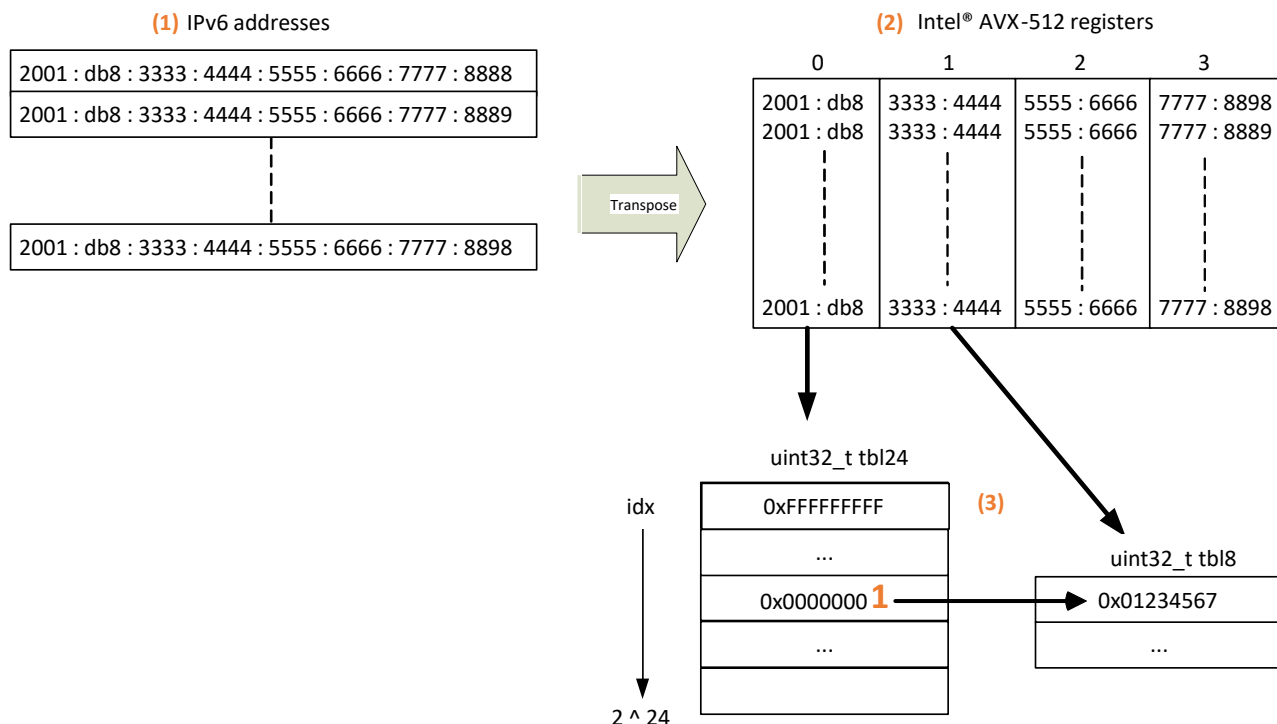 (1) IPv6 addresses
2001 : db8 : 3333 : 4444 : 5555 : 6666 : 7777 : 8888
2001 : db8 : 3333 : 4444 : 5555 : 6666 : 7777 : 8889
2001 : db8 : 3333 : 4444 : 5555 : 6666 : 7777 : 8898
Transpose
(2) Intel® AVX-512 registers
0 1 2 3
2001 : db8 3333 : 4444 5555 : 6666 7777 : 8898
2001 : db8 3333 : 4444 5555 : 6666 7777 : 8889
2001 : db8 3333 : 4444 5555 : 6666 7777 : 8898
uint32_t tbl24
idx
0xFFFFFFFFF
(3)
...
0x0000000 1
...
2 ^ 24
uint32_t tbl8
0x01234567
...